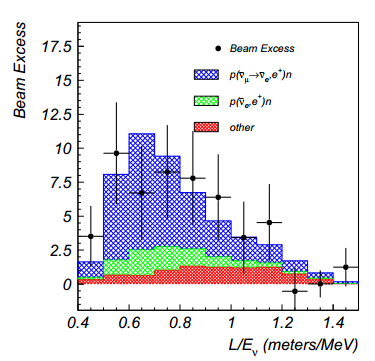 Beam Excess
17.5
15
12.5
10
7.5
5
2.5
0
Beam Excess
p(ν̄μ→ν̄e,e⁺)n
p(ν̄e,e⁺)n
other
0.4 0.6 0.8 1 1.2 1.4
L/Eν (meters/MeV)